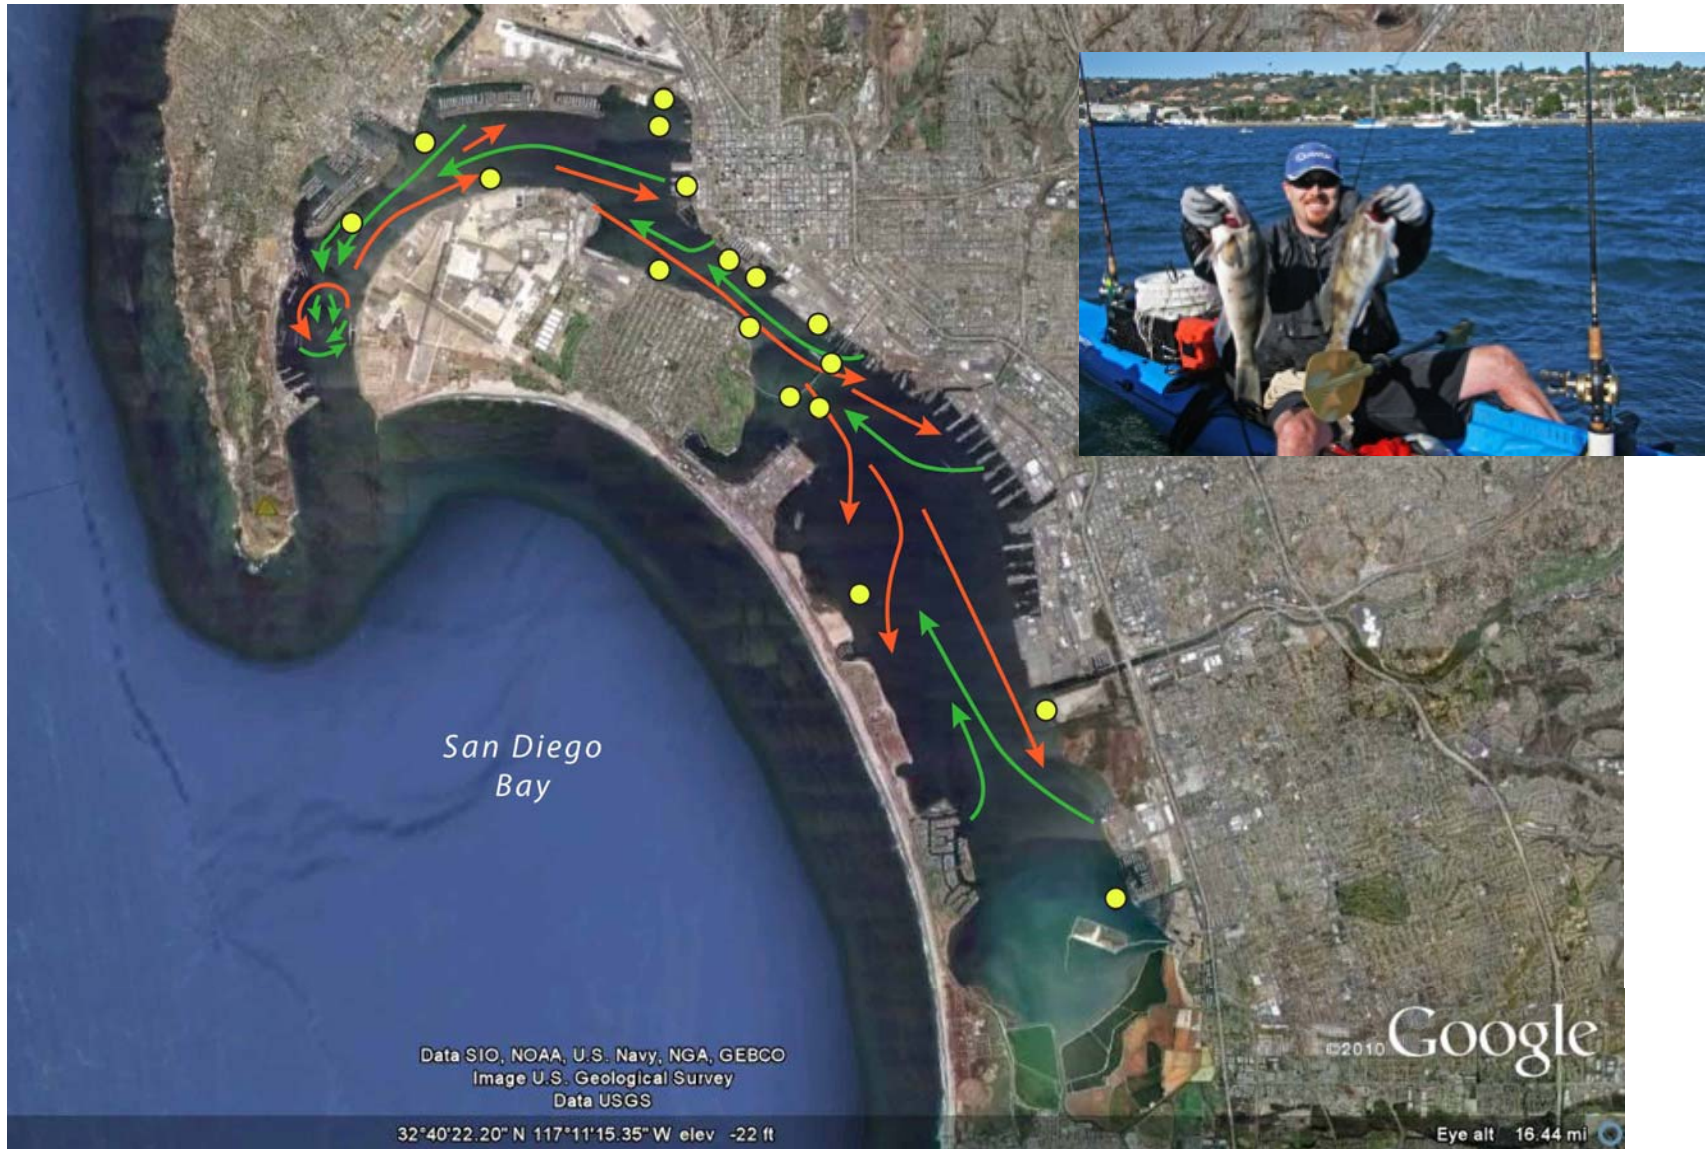 San Diego
Bay
Data SIO, NOAA, U.S. Navy, NGA, GEBCO
Image U.S. Geological Survey
Data USGS
©2010 Google
32°40'22.20" N 117°11'15.35" W elev -22 ft
Eye alt 16.44 mi